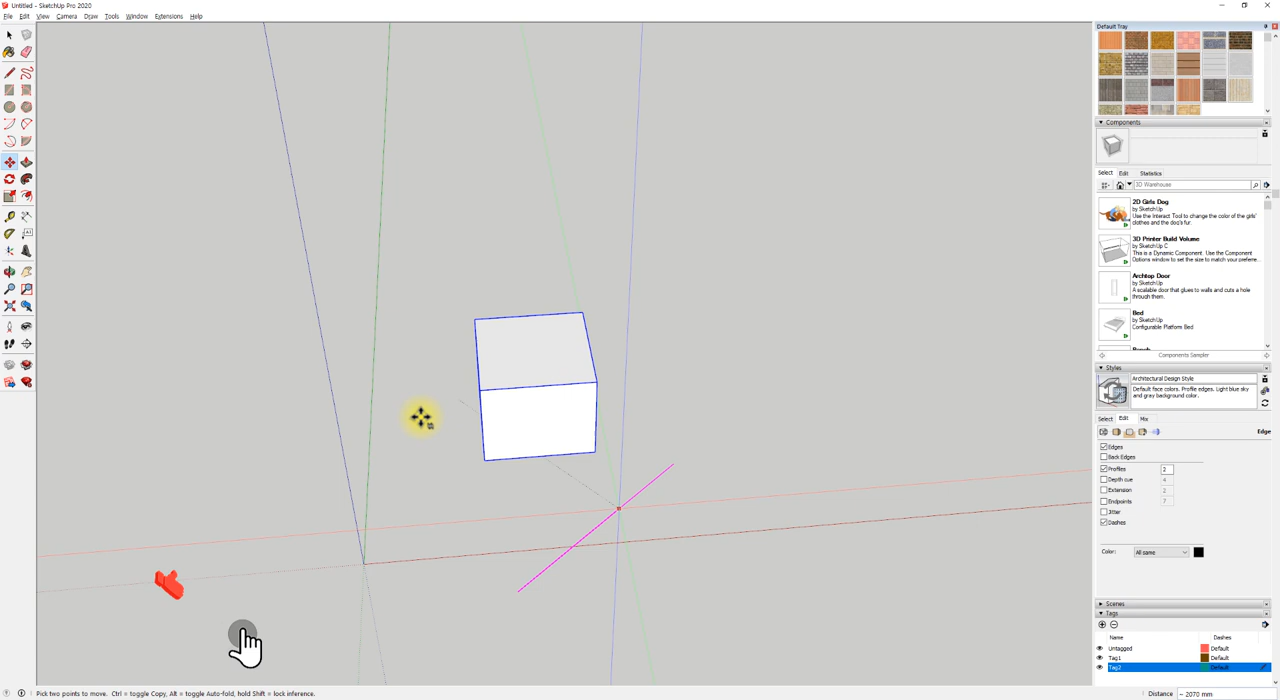 Untitled - SketchUp Pro 2020
File Edit View Camera Draw Tools Window Extensions Help
Default Tray
Components
Select Edit Statistics
3D Warehouse
2D Girls Dog
by SketchUp
Use the Interact Tool to change the color of the girls'
clothes and the dog's fur.
3D Printer Build Volume
by SketchUp C
This is a Dynamic Component. Use the Component
Options window to set the size to match your preferre...
Archtop Door
by SketchUp
A scalable door that glues to walls and cuts a hole
through them.
Bed
by SketchUp
Configurable Platform Bed
Components Sampler
Styles
Architectural Design Style
Default face colors. Profile edges. Light blue sky
and gray background color.
Select Edit Mix
Edge
Edges
Back Edges
Profiles 2
Depth cue 4
Extension 2
Endpoints 7
Jitter
Dashes
Color: All same
Scenes
Tags
Name Dashes
Untagged Default
Tag1 Default
Tag2 Default
Pick two points to move. Ctrl = toggle Copy, Alt = toggle Auto-fold, hold Shift = lock inference.
Distance ~ 2070 mm